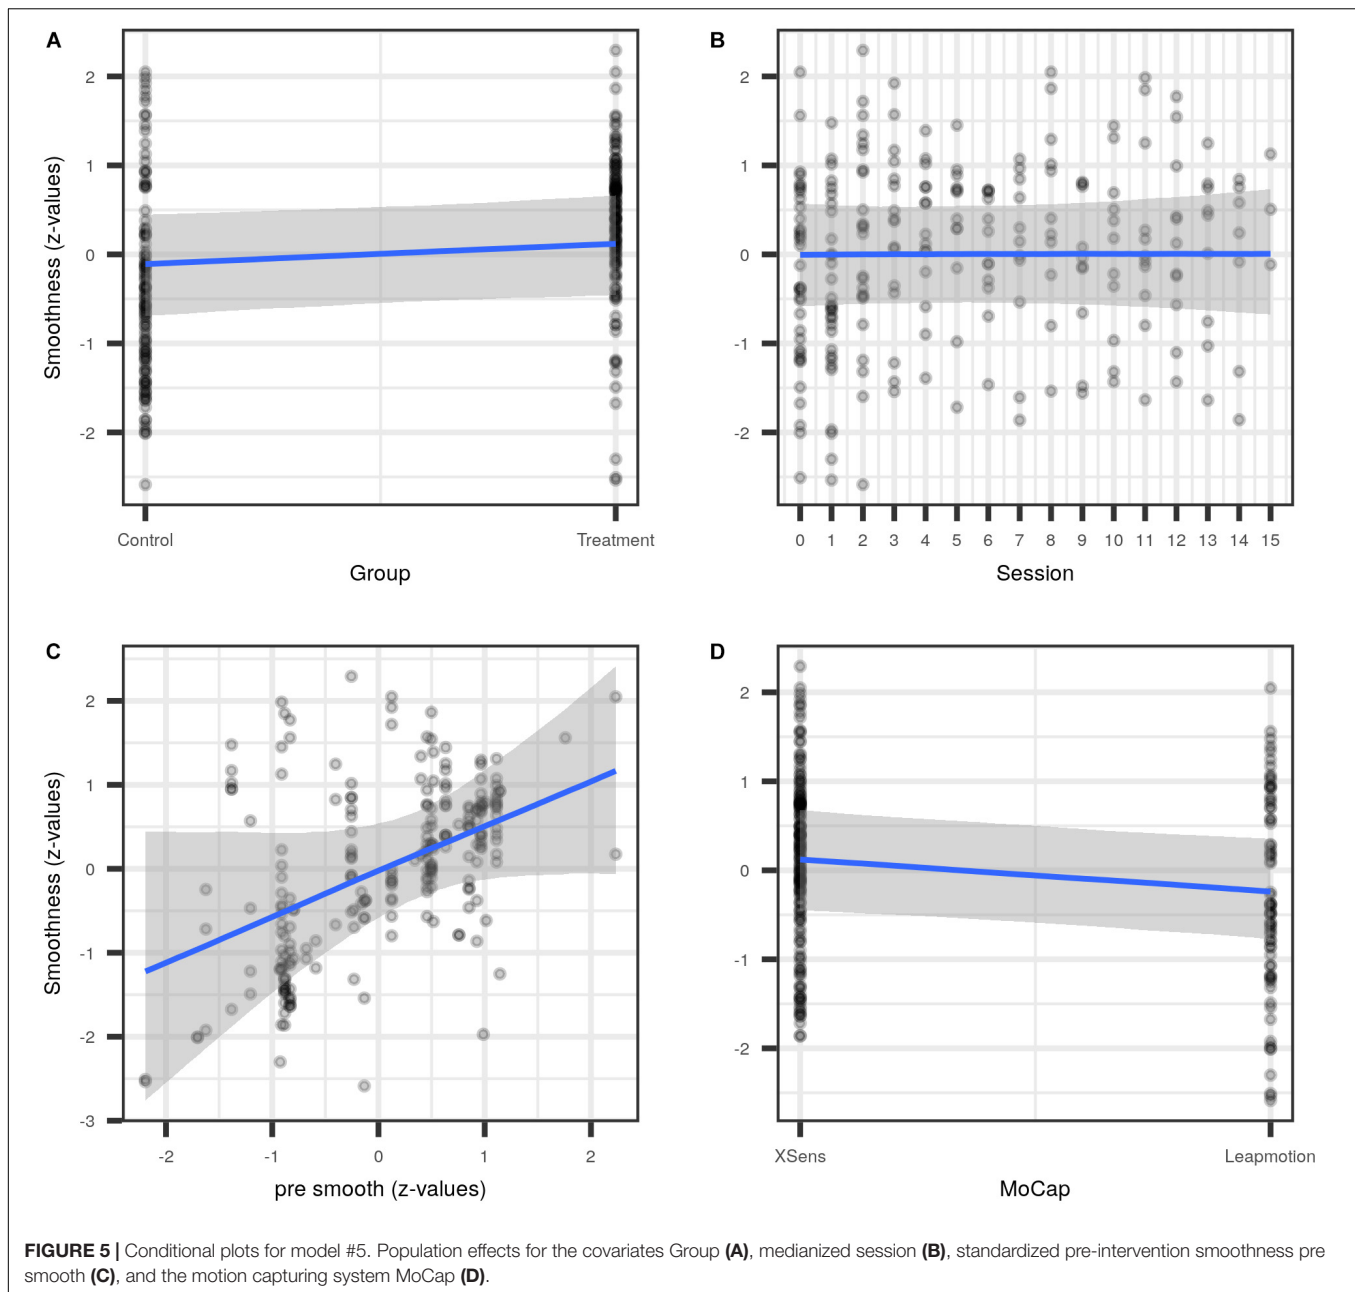 A
Smoothness (z-values)
2
1
0
-1
-2
Control Treatment
Group
B
2
1
0
-1
-2
0 1 2 3 4 5 6 7 8 9 10 11 12 13 14 15
Session
C
Smoothness (z-values)
2
1
0
-1
-2
-3
-2 -1 0 1 2
pre smooth (z-values)
D
2
1
0
-1
-2
XSens Leapmotion
MoCap
FIGURE 5 | Conditional plots for model #5. Population effects for the covariates Group (A), medianized session (B), standardized pre-intervention smoothness pre
smooth (C), and the motion capturing system MoCap (D).